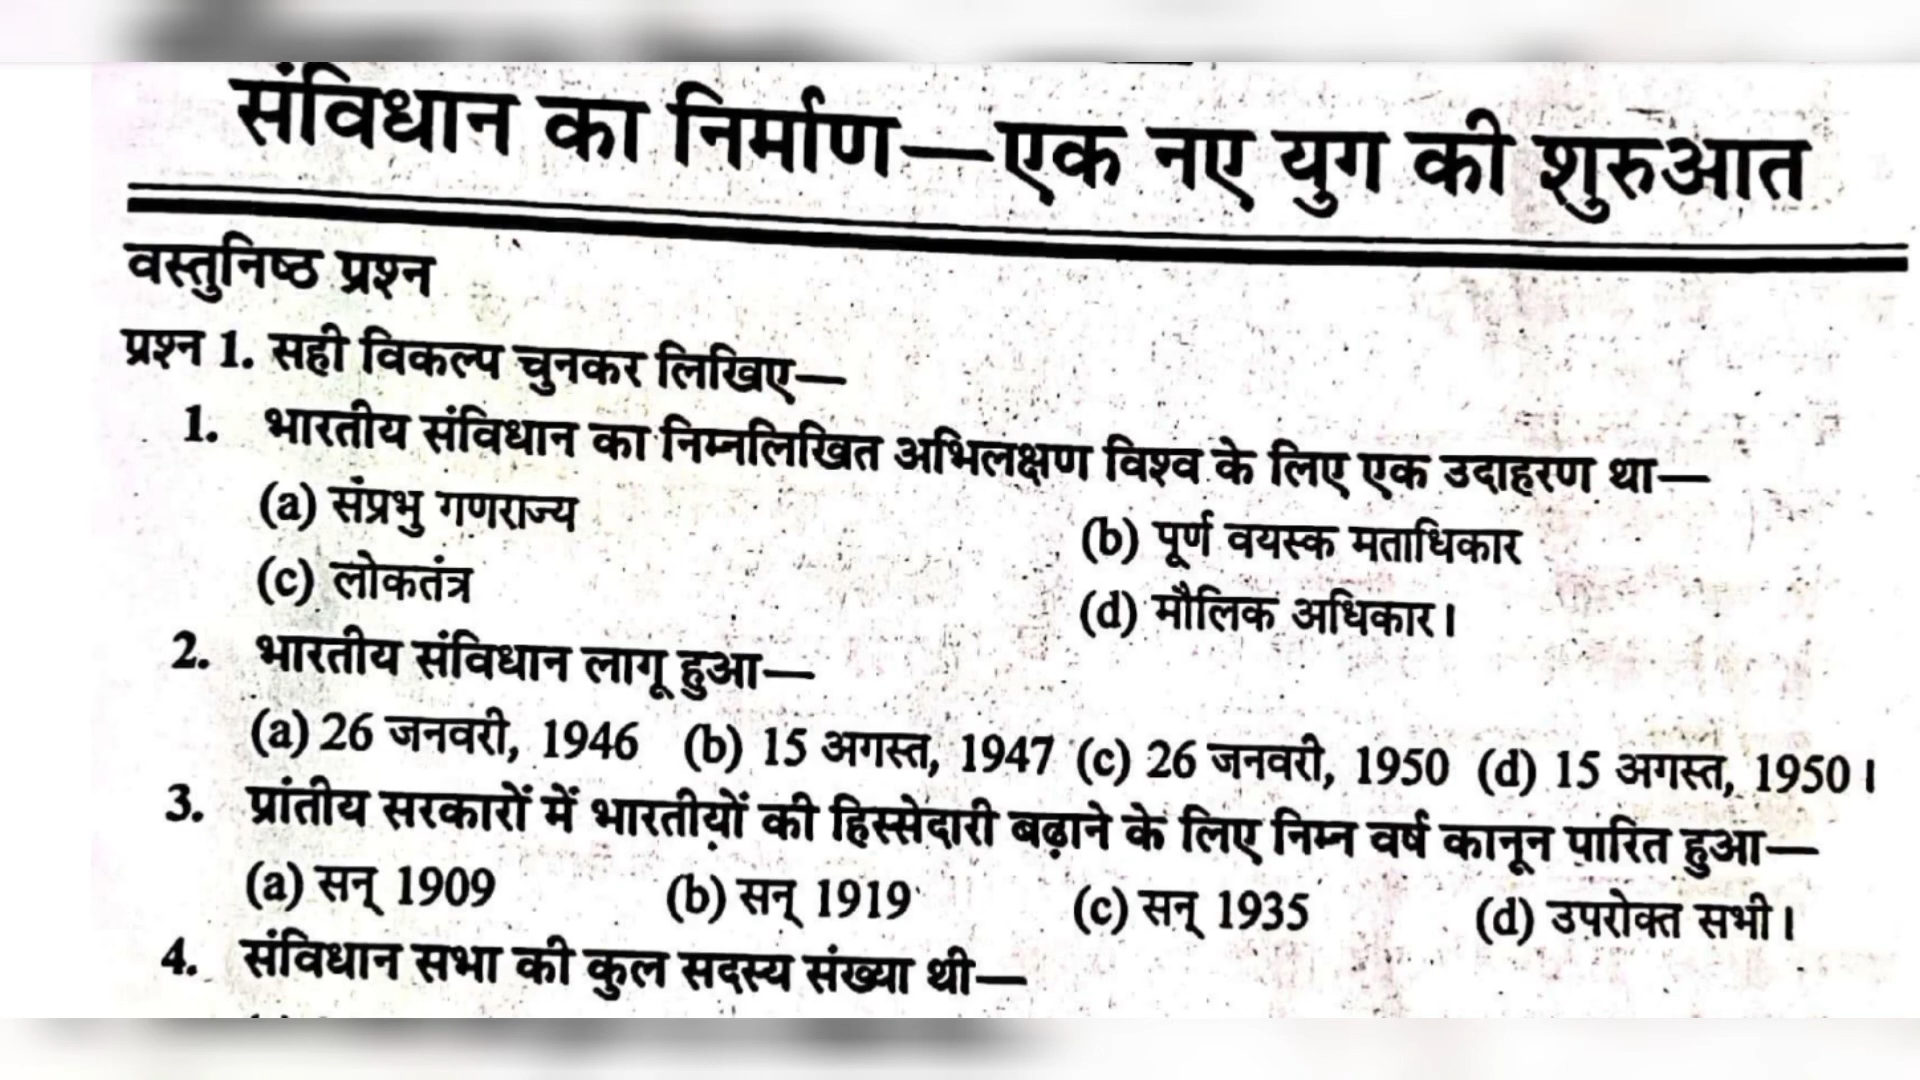 संविधान का निर्माण—एक नए युग की शुरुआत
वस्तुनिष्ठ प्रश्न
प्रश्न 1. सही विकल्प चुनकर लिखिए—
1. भारतीय संविधान का निम्नलिखित अभिलक्षण विश्व के लिए एक उदाहरण था—
(a) संप्रभु गणराज्य (b) पूर्ण वयस्क मताधिकार
(c) लोकतंत्र (d) मौलिक अधिकार।
2. भारतीय संविधान लागू हुआ—
(a) 26 जनवरी, 1946 (b) 15 अगस्त, 1947 (c) 26 जनवरी, 1950 (d) 15 अगस्त, 1950।
3. प्रांतीय सरकारों में भारतीयों की हिस्सेदारी बढ़ाने के लिए निम्न वर्ष कानून पारित हुआ—
(a) सन् 1909 (b) सन् 1919 (c) सन् 1935 (d) उपरोक्त सभी।
4. संविधान सभा की कुल सदस्य संख्या थी—